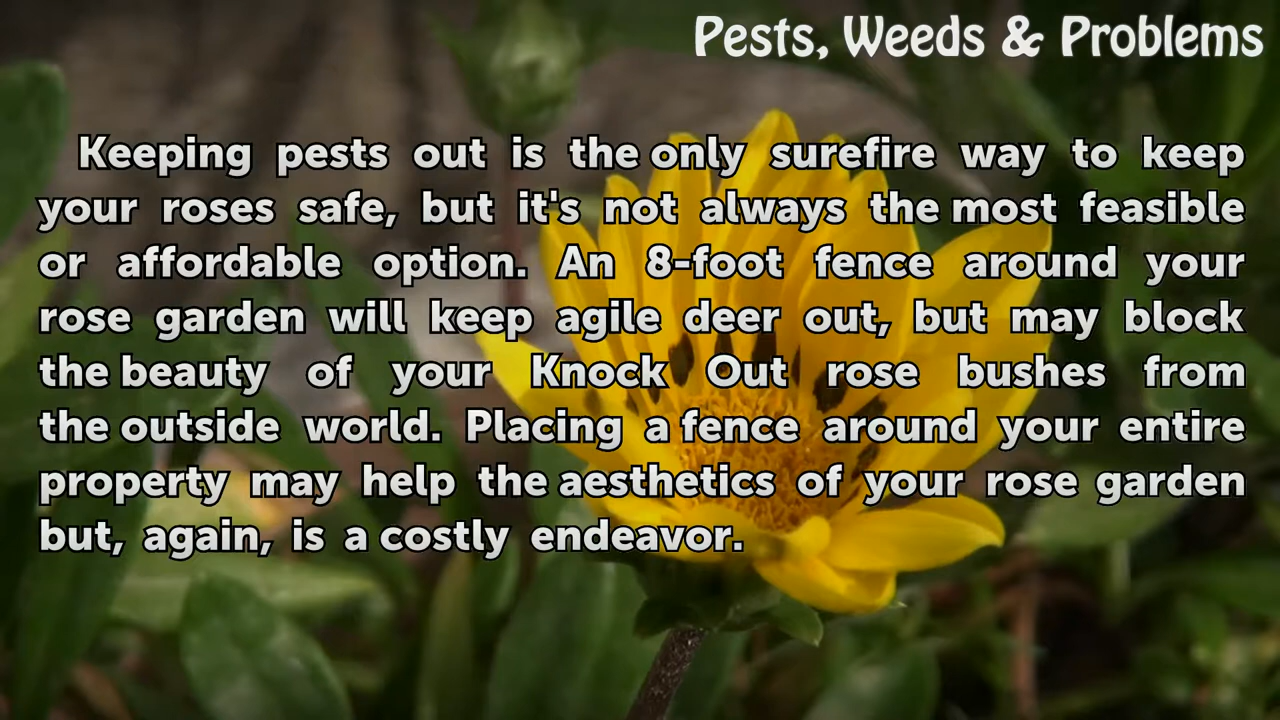 Pests, Weeds & Problems
Keeping pests out is the only surefire way to keep
your roses safe, but it's not always the most feasible
or affordable option. An 8-foot fence around your
rose garden will keep agile deer out, but may block
the beauty of your Knock Out rose bushes from
the outside world. Placing a fence around your entire
property may help the aesthetics of your rose garden
but, again, is a costly endeavor.